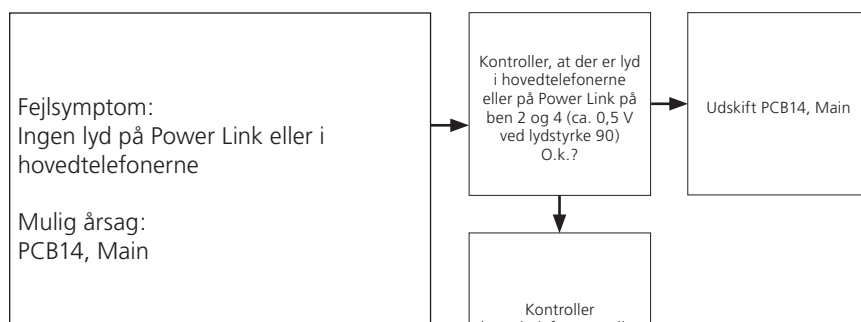 Fejlsymptom:
Ingen lyd på Power Link eller i
hovedtelefonerne
Mulig årsag:
PCB14, Main
Kontroller, at der er lyd
i hovedtelefonerne
eller på Power Link på
ben 2 og 4 (ca. 0,5 V
ved lydstyrke 90)
O.k.?
Udskift PCB14, Main
Kontroller